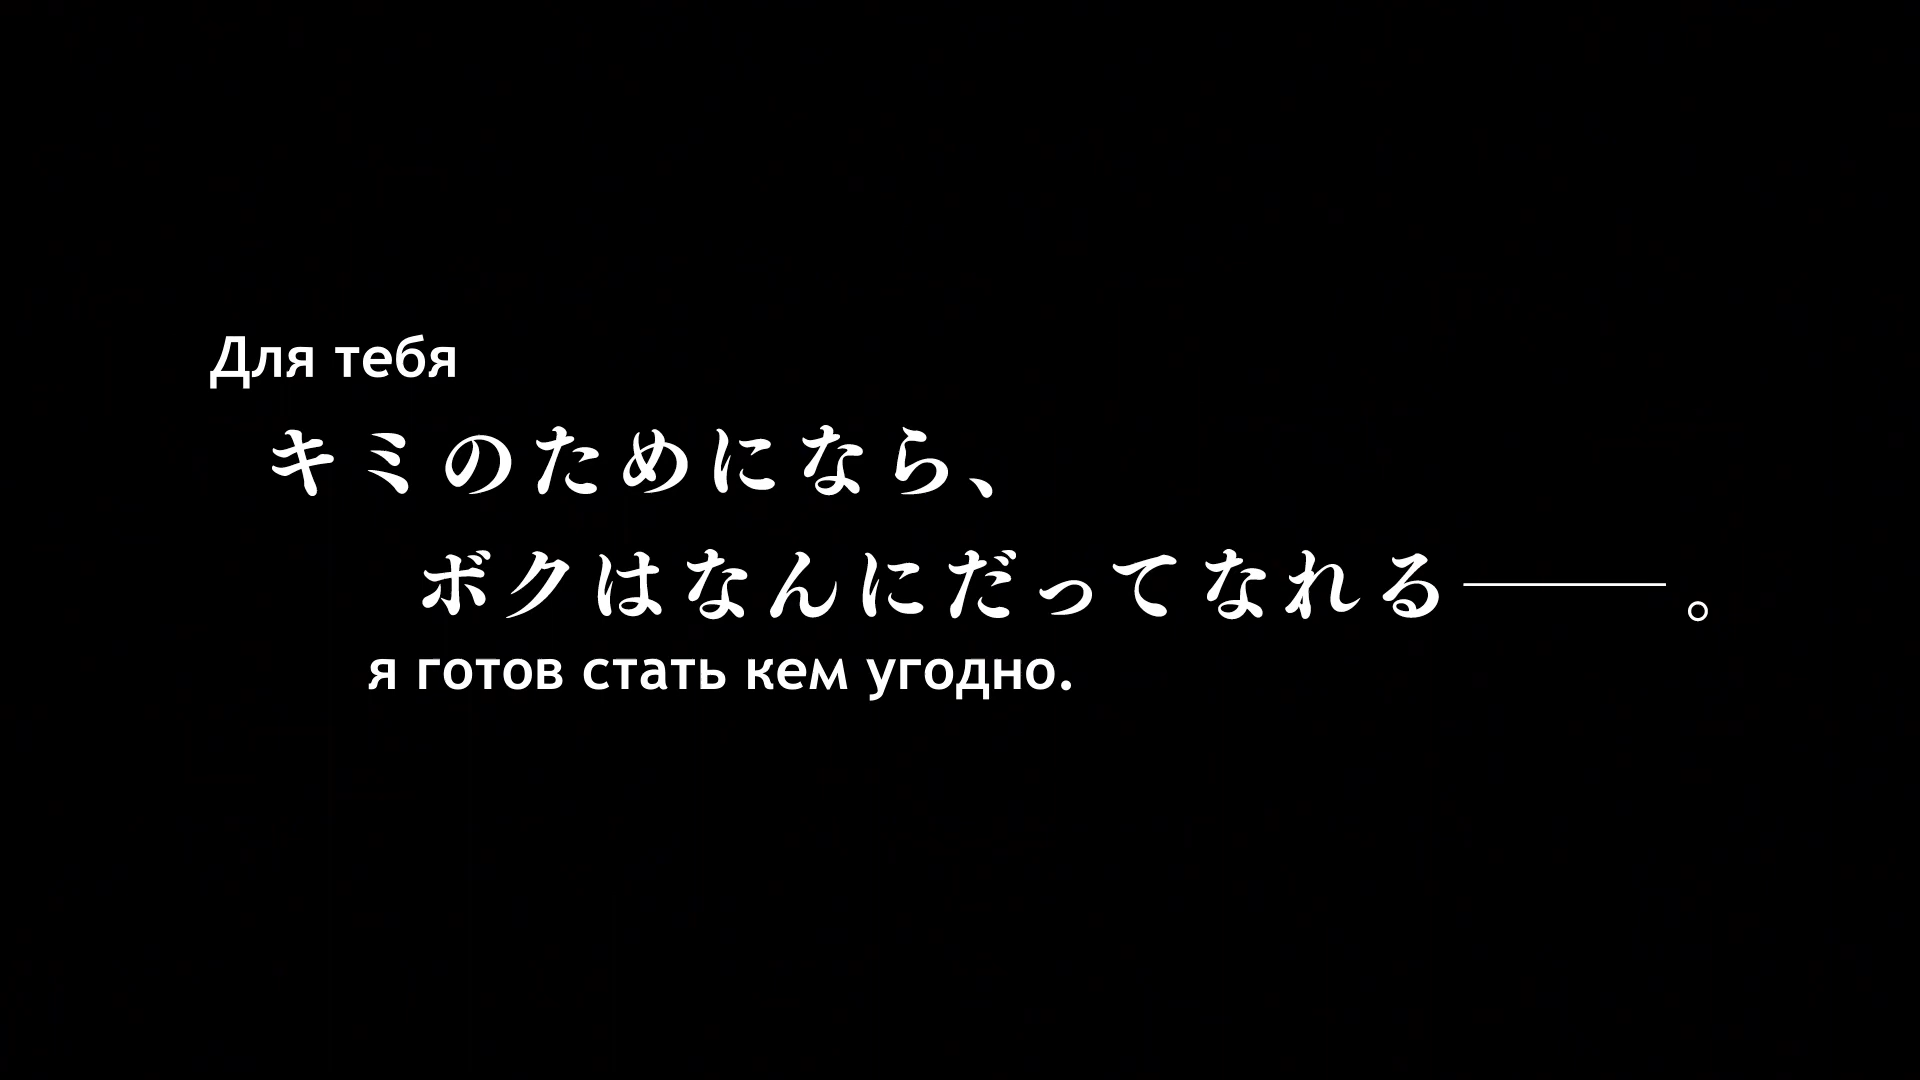 Для тебя
キミのためになら、
ボクはなんにだってなれる――。
я готов стать кем угодно.